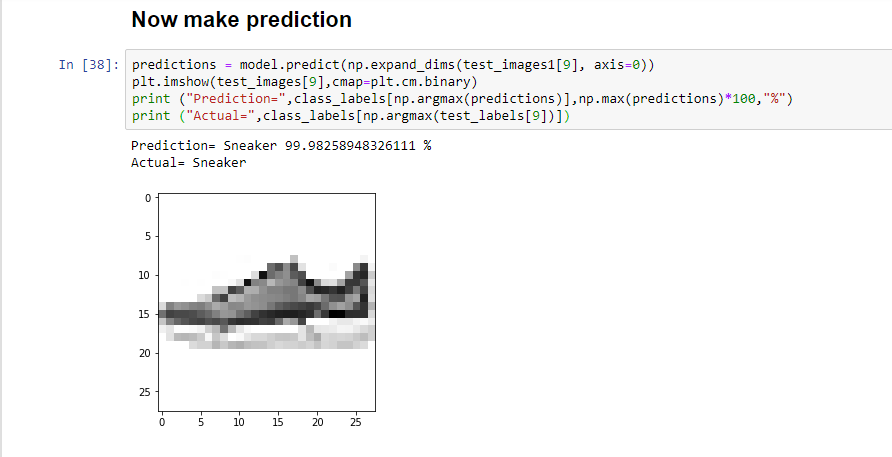 Now make prediction
In [38]: predictions = model.predict(np.expand_dims(test_images1[9], axis=0))
plt.imshow(test_images[9],cmap=plt.cm.binary)
print ("Prediction=",class_labels[np.argmax(predictions)],np.max(predictions)*100,"%")
print ("Actual=",class_labels[np.argmax(test_labels[9])])
Prediction= Sneaker 99.98258948326111 %
Actual= Sneaker
0
5
10
15
20
25
0 5 10 15 20 25